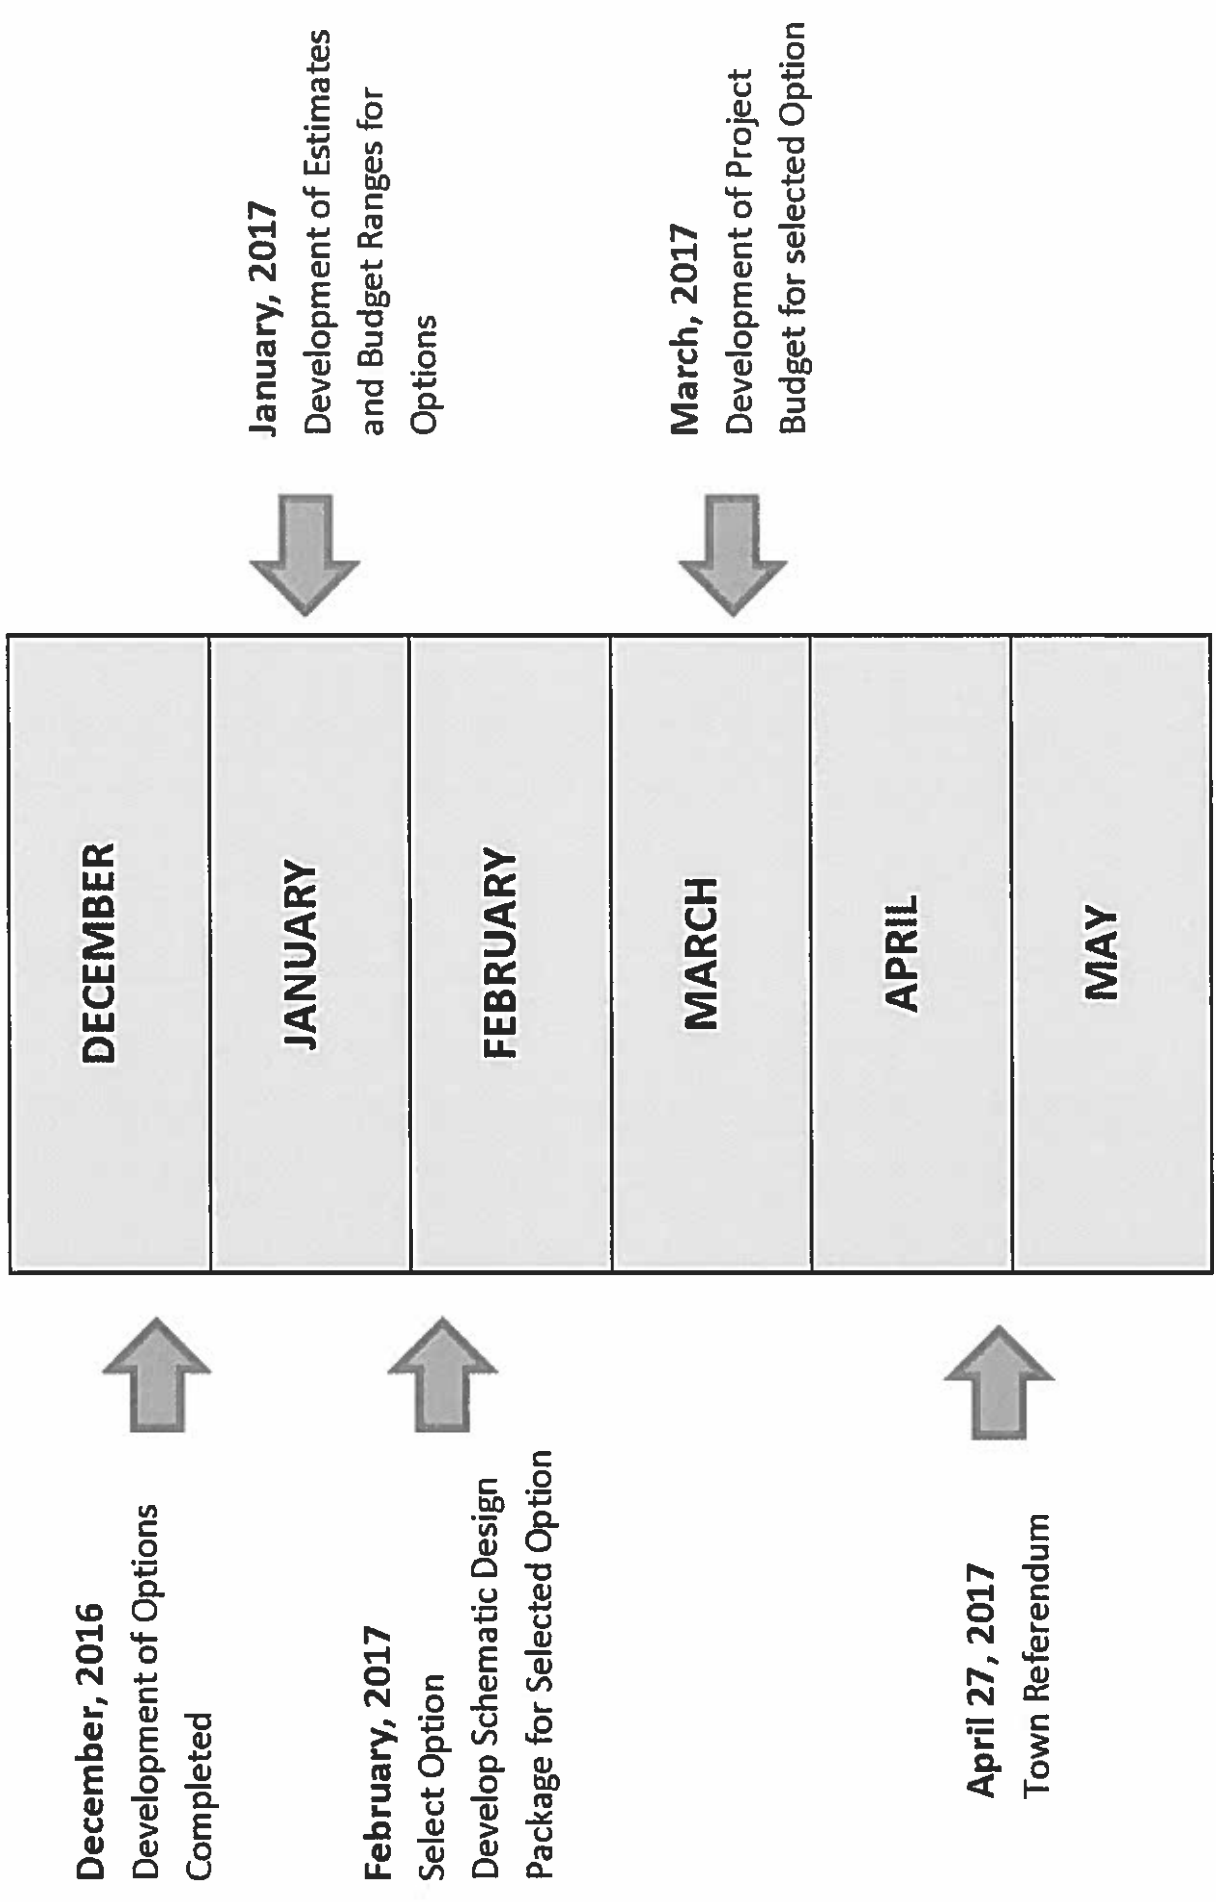 January, 2017
Development of Estimates
and Budget Ranges for
Options
March, 2017
Development of Project
Budget for selected Option
DECEMBER
JANUARY
FEBRUARY
MARCH
APRIL
MAY
December, 2016
Development of Options
Completed
February, 2017
Select Option
Develop Schematic Design
Package for Selected Option
April 27, 2017
Town Referendum